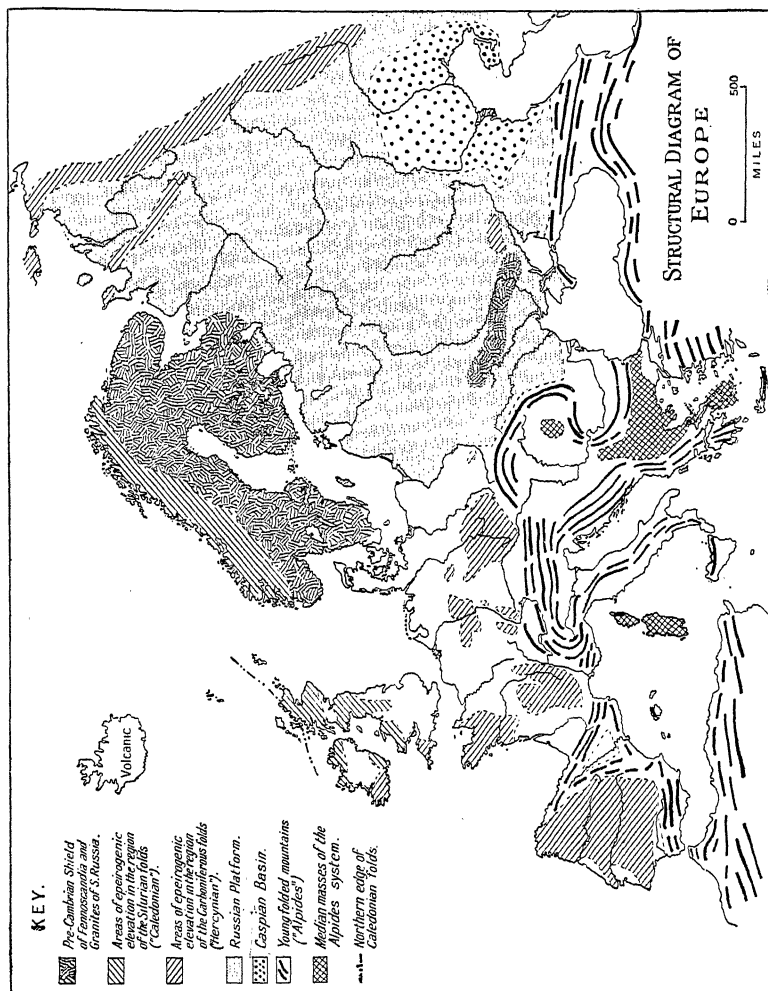 KEY.
Pre-Cambrian Shield
of Fennoscandia and
Granites of S. Russia.
Areas of epeirogenic
elevation in the region
of the Silurian folds
("Caledonian").
Areas of epeirogenic
elevation in the region
of the Carboniferous folds
("Hercynian").
Russian Platform.
Caspian Basin.
Young folded mountains
("Alpides")
Median masses of the
Alpides system.
Northern edge of
Caledonian folds.
Volcanic
STRUCTURAL DIAGRAM OF
EUROPE
0 500
MILES